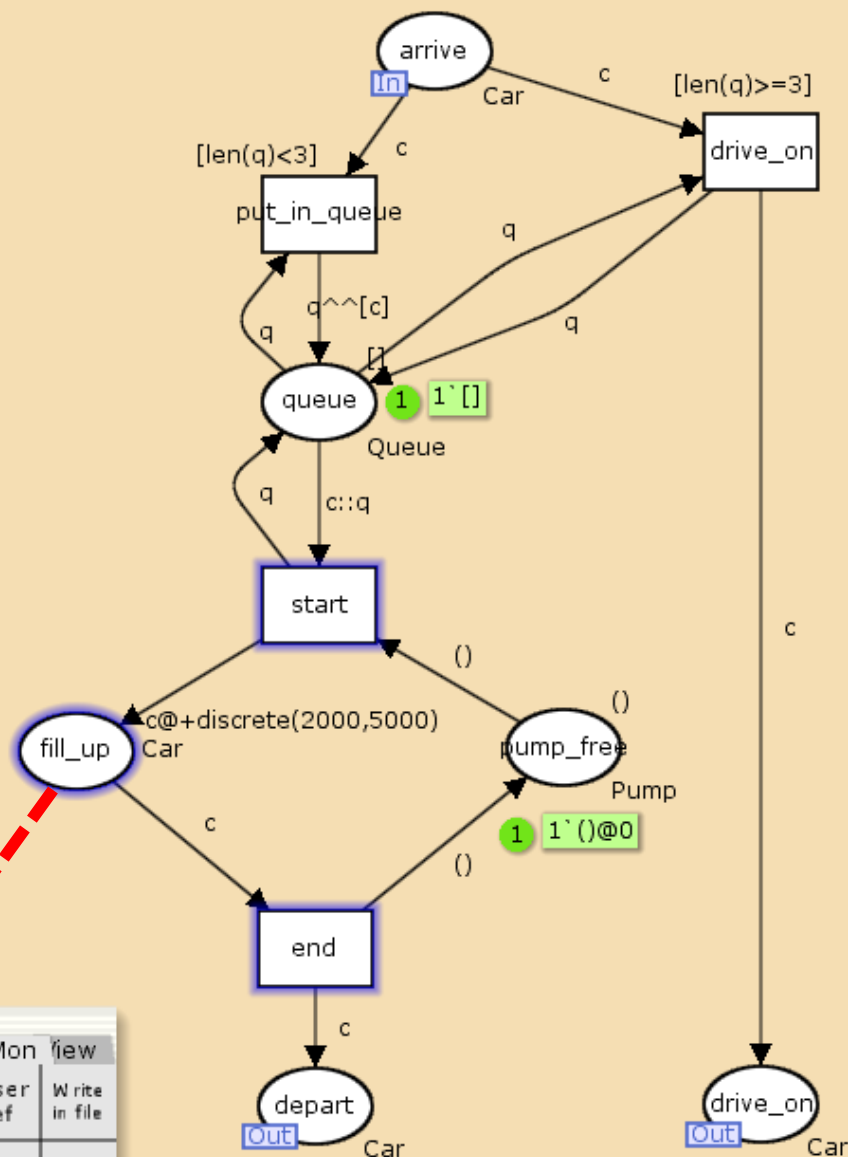 arrive
In
Car
c
[len(q)>=3]
drive_on
[len(q)<3]
c
put_in_queue
q
q^^[c]
q
q
[]
queue
1
1`[]
Queue
q
c::q
start
c
()
()
c@+discrete(2000,5000)
fill_up
Car
pump_free
Pump
c
1
1`()@0
()
end
c
Mon
View
ser
ef
Write
in file
depart
Out
Car
drive_on
Out
Car